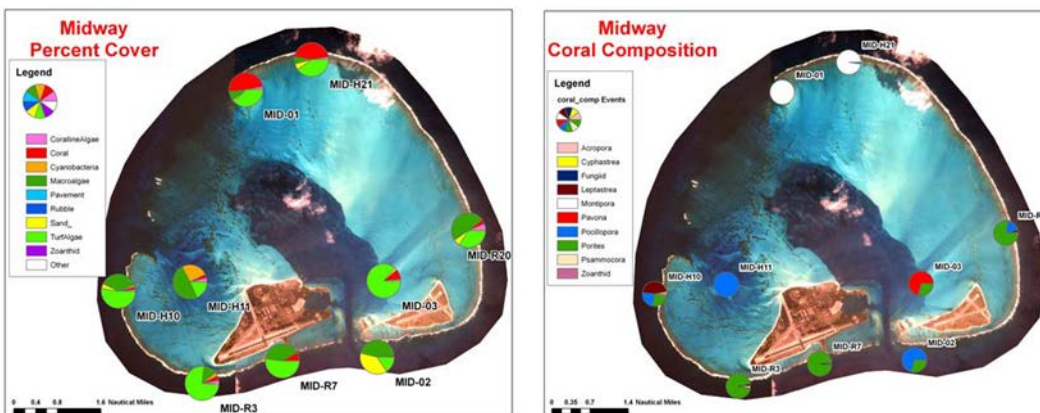 Midway
Percent Cover
Legend
CorallineAlgae
Coral
Cyanobacteria
Macroalgae
Pavement
Rubble
Sand_
TurfAlgae
Zoanthid
Other
MID-H21
MID-01
MID-R20
MID-03
MID-H11
MID-H10
MID-R7
MID-02
MID-R3
0 0.4 0.8 1.6 Nautical Miles
Midway
Coral Composition
Legend
coral_comp Events
Acropora
Cyphastrea
Fungiid
Leptastrea
Montipora
Pavona
Pocillopora
Porites
Psammocora
Zoanthid
MID-H21
MID-01
MID-R
MID-03
MID-H11
MID-H10
MID-02
MID-R7
MID-R3
0 0.35 0.7 1.4 Nautical Miles